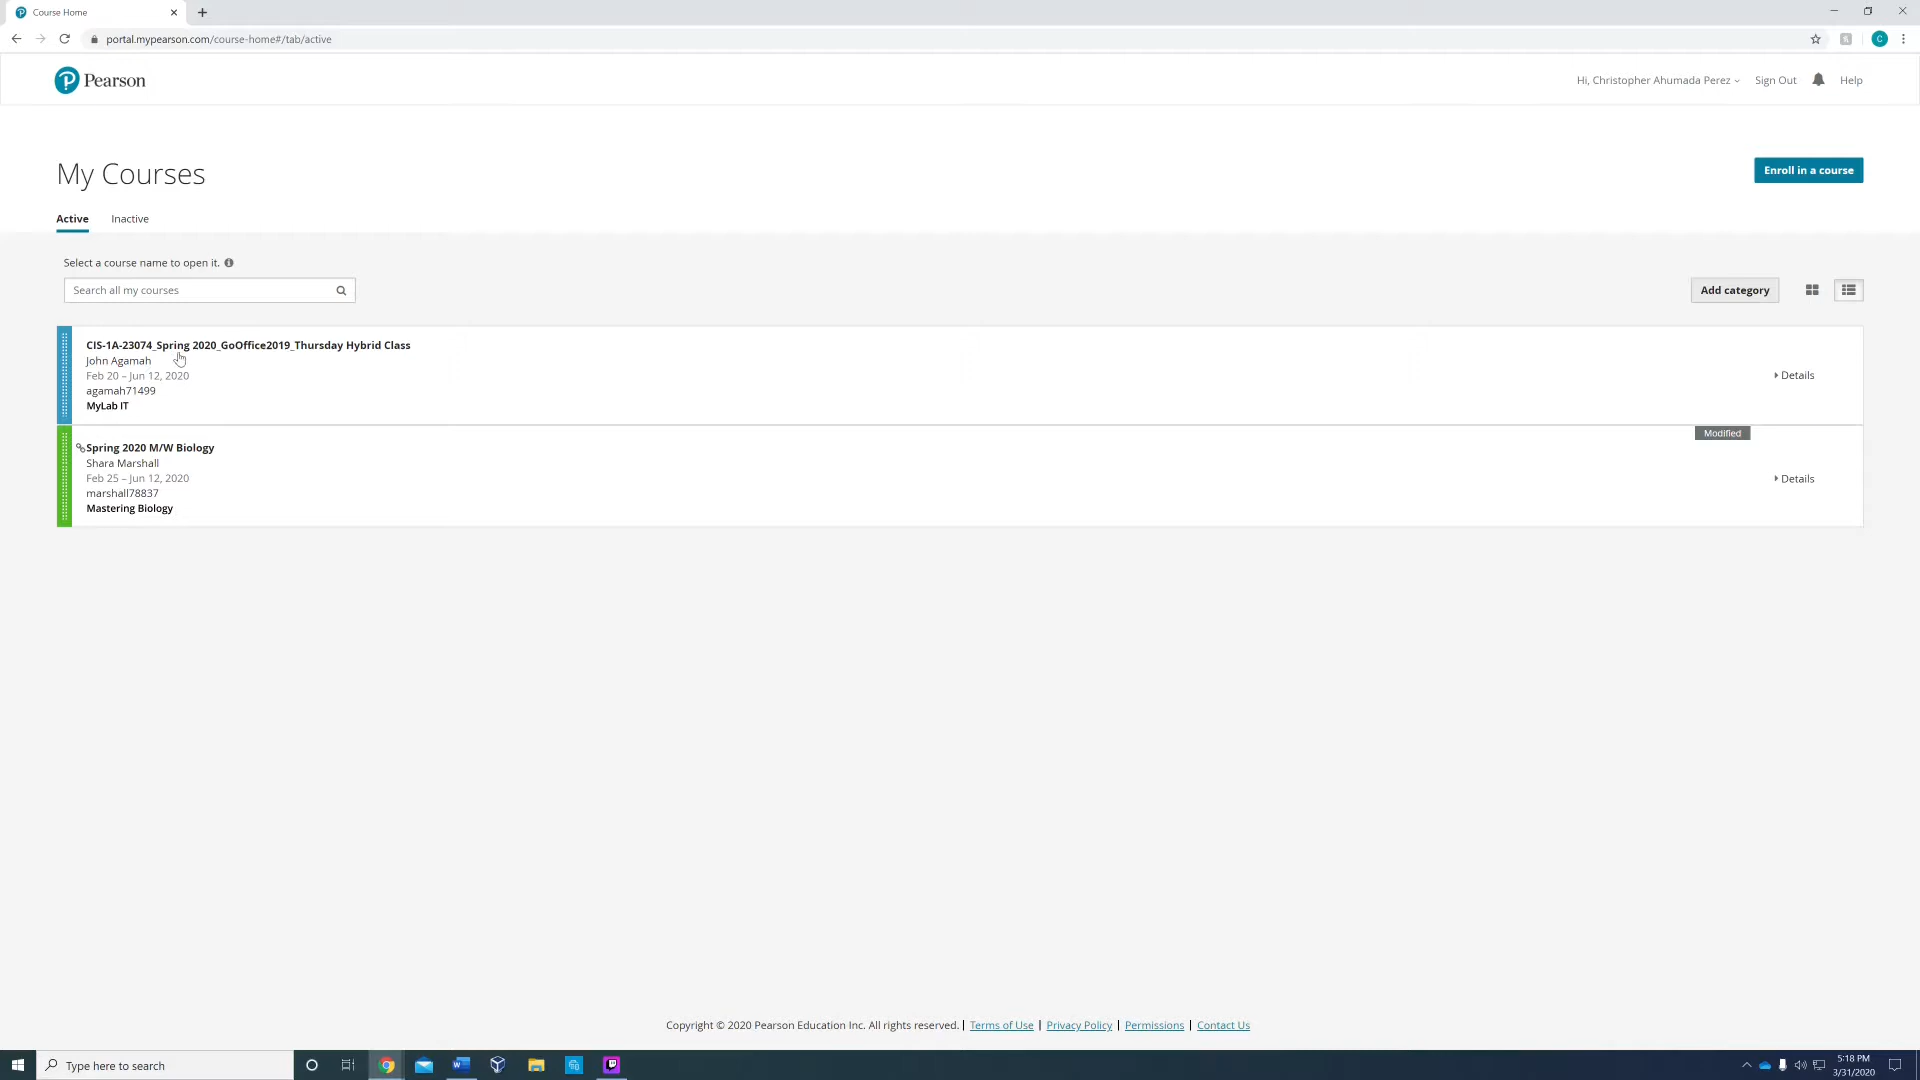 Course Home
portal.mypearson.com/course-home#/tab/active
C
Pearson
Hi, Christopher Ahumada Perez
Sign Out
Help
My Courses
Enroll in a course
Active
Inactive
Select a course name to open it.
Search all my courses
Add category
CIS-1A-23074_Spring 2020_GoOffice2019_Thursday Hybrid Class
John Agamah
Feb 20 – Jun 12, 2020
agamah71499
MyLab IT
Details
Modified
Spring 2020 M/W Biology
Shara Marshall
Feb 25 – Jun 12, 2020
marshall78837
Mastering Biology
Details
Copyright © 2020 Pearson Education Inc. All rights reserved. | Terms of Use | Privacy Policy | Permissions | Contact Us
Type here to search
5:18 PM
3/31/2020